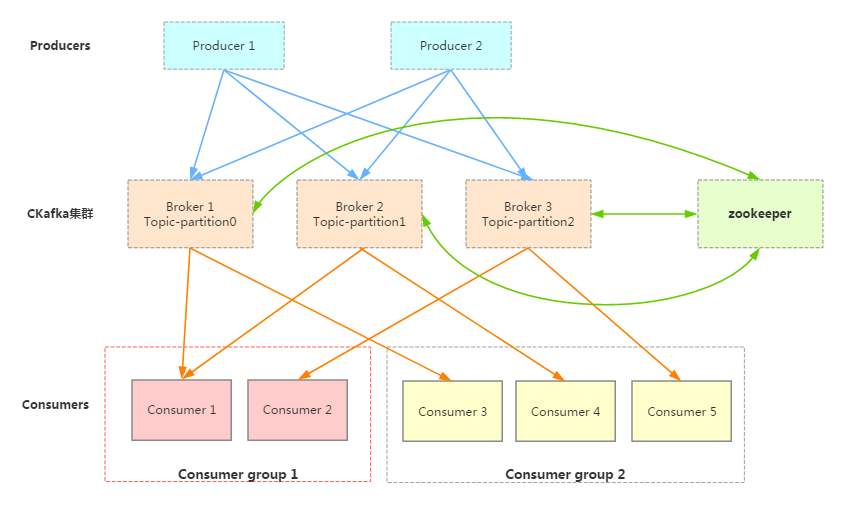 Producers
Producer 1
Producer 2
CKafka集群
Broker 1
Topic-partition0
Broker 2
Topic-partition1
Broker 3
Topic-partition2
zookeeper
Consumers
Consumer 1
Consumer 2
Consumer 3
Consumer 4
Consumer 5
Consumer group 1
Consumer group 2